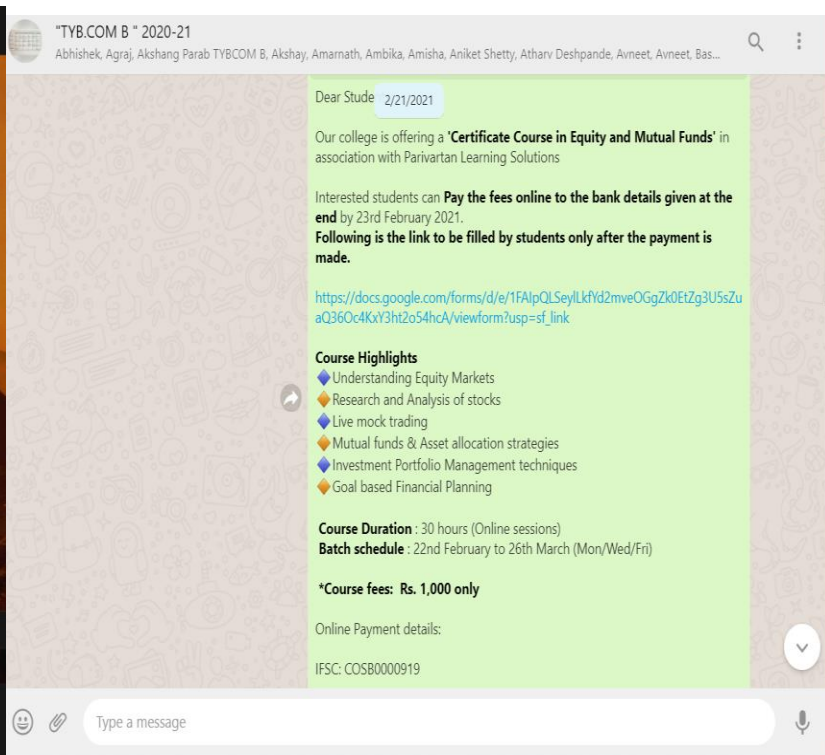 "TYB.COM B " 2020-21
Abhishek, Agraj, Akshang Parab TYBCOM B, Akshay, Amarnath, Ambika, Amisha, Aniket Shetty, Atharv Deshpande, Avneet, Avneet, Bas...
Dear Stude
2/21/2021
Our college is offering a 'Certificate Course in Equity and Mutual Funds' in
association with Parivartan Learning Solutions
Interested students can Pay the fees online to the bank details given at the
end by 23rd February 2021.
Following is the link to be filled by students only after the payment is
made.
https://docs.google.com/forms/d/e/1FAIpQLSeylLkfYd2mveOGgZk0EtZg3U5sZu
aQ36Oc4KxY3ht2o54hcA/viewform?usp=sf_link
Course Highlights
Understanding Equity Markets
Research and Analysis of stocks
Live mock trading
Mutual funds & Asset allocation strategies
Investment Portfolio Management techniques
Goal based Financial Planning
Course Duration : 30 hours (Online sessions)
Batch schedule : 22nd February to 26th March (Mon/Wed/Fri)
*Course fees: Rs. 1,000 only
Online Payment details:
IFSC: COSB0000919
Type a message